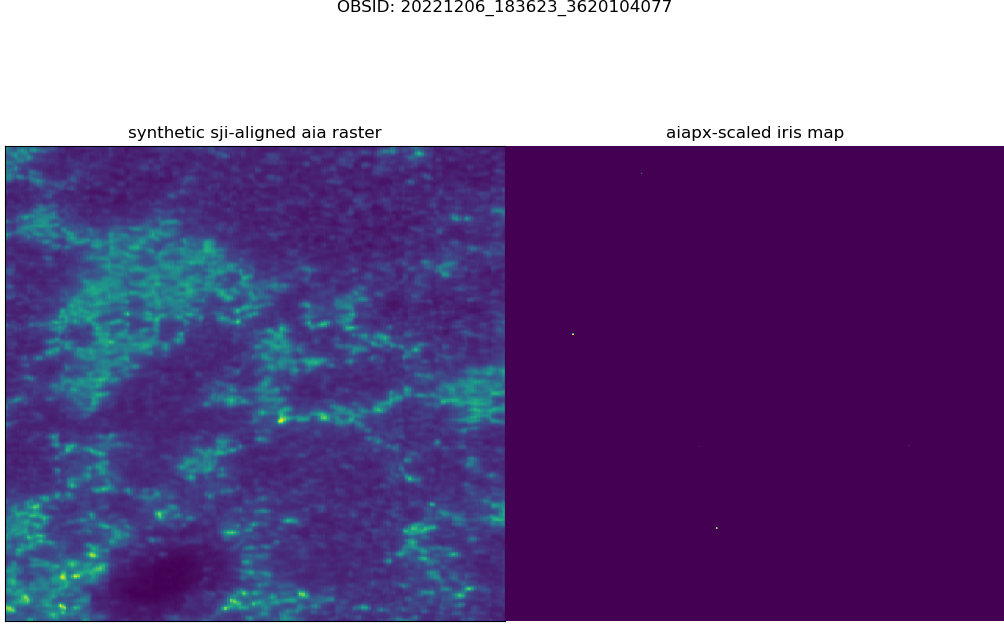 OBSID: 20221206_183623_3620104077
synthetic sji-aligned aia raster
aiapx-scaled iris map